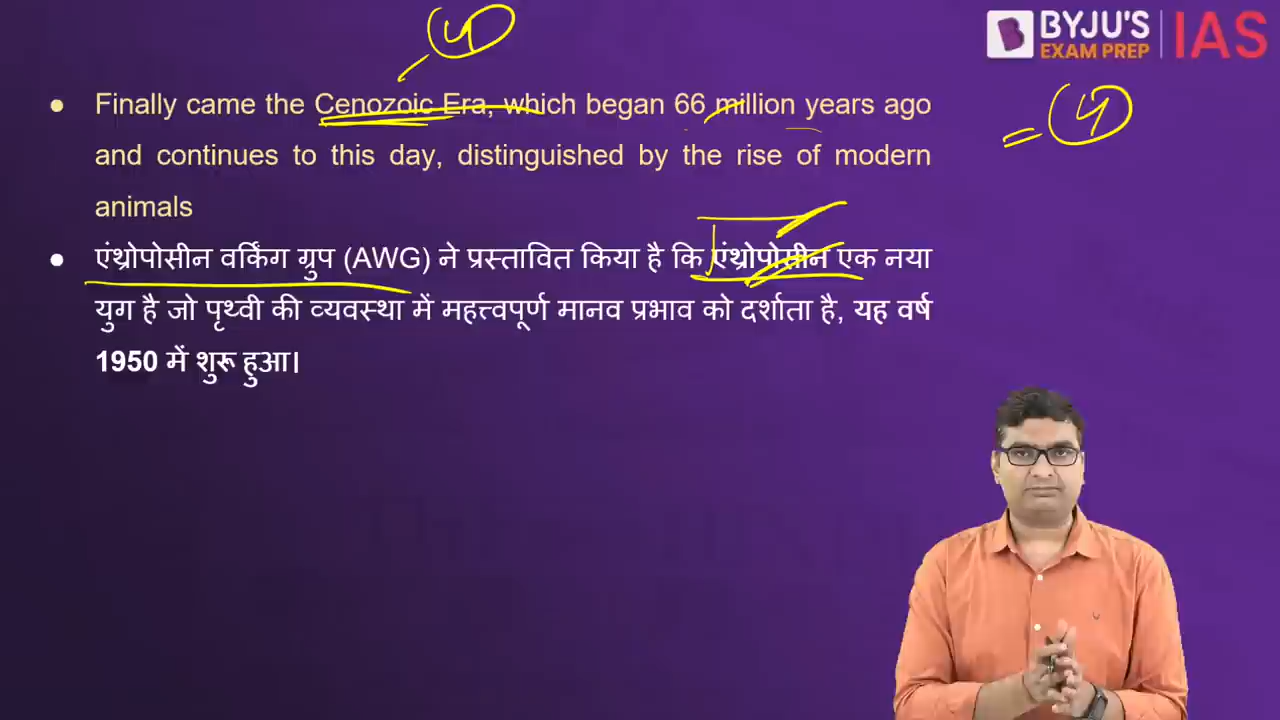 BYJU'S
EXAM PREP
IAS
Finally came the Cenozoic Era, which began 66 million years ago
and continues to this day, distinguished by the rise of modern
animals
एंथ्रोपोसीन वर्किंग ग्रुप (AWG) ने प्रस्तावित किया है कि एंथ्रोपोसीन एक नया
युग है जो पृथ्वी की व्यवस्था में महत्त्वपूर्ण मानव प्रभाव को दर्शाता है, यह वर्ष
1950 में शुरू हुआ।